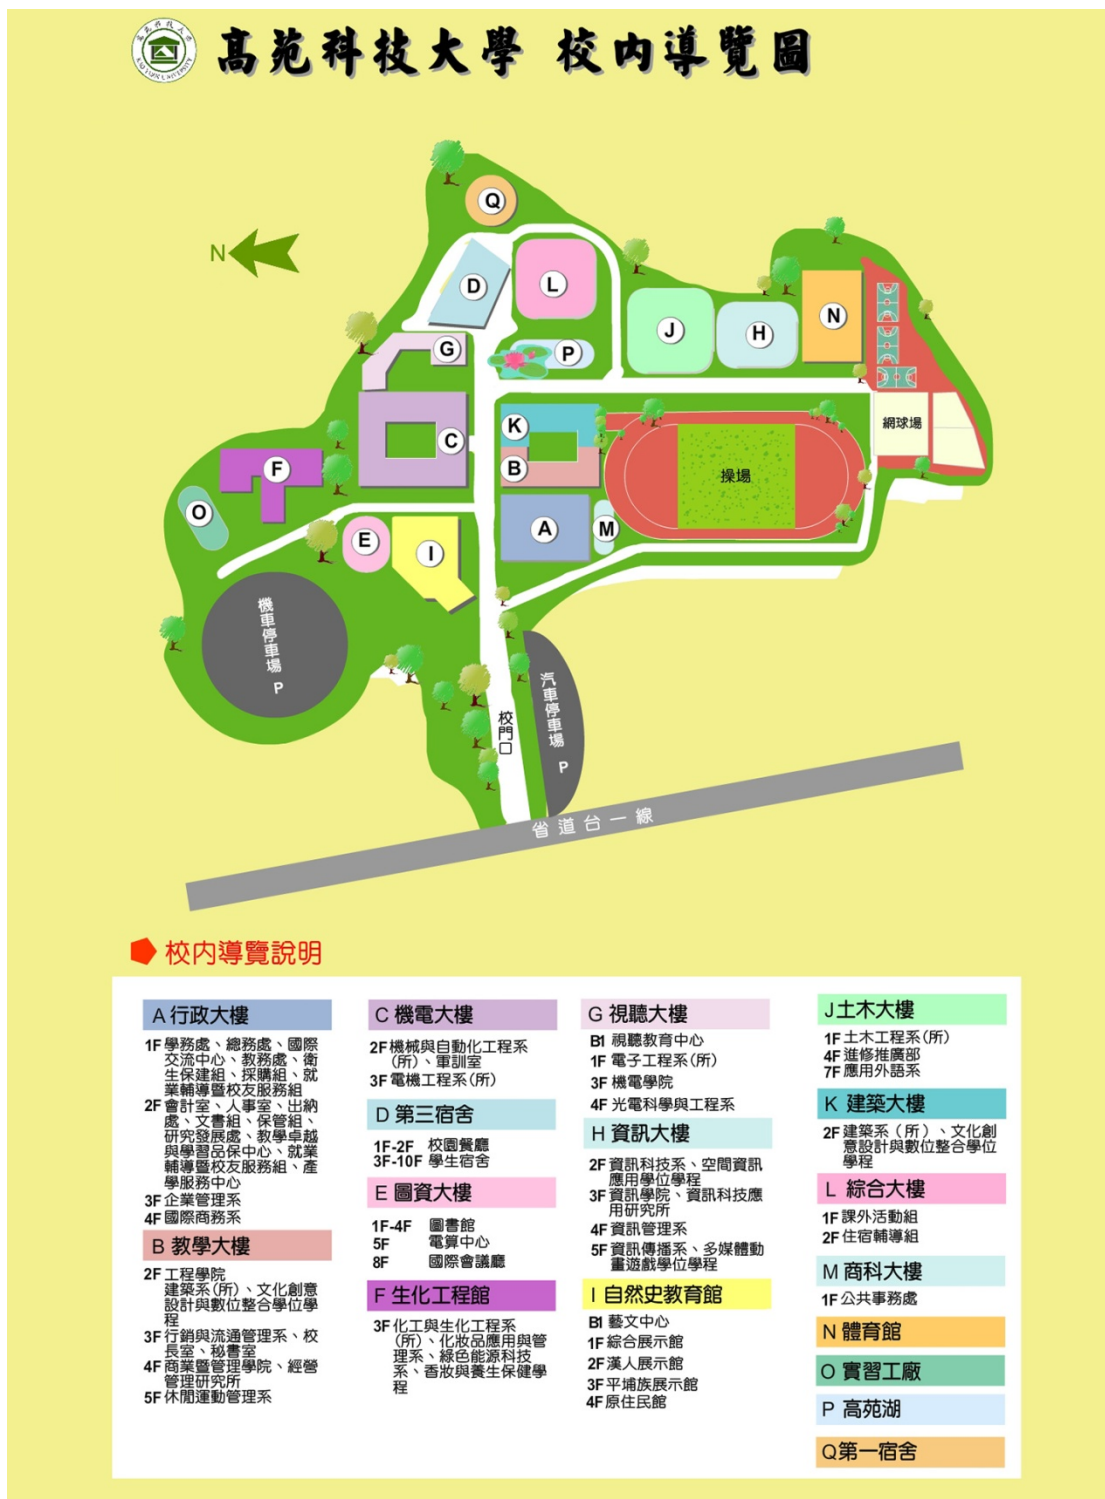 高苑科技大學 校內導覽圖
N
Q
D
L
J
H
N
G
P
K
C
B
F
O
E
I
A
M
網球場
操場
機車停車場 P
汽車停車場 P
校門口
省道台一線
校內導覽說明
A 行政大樓
1F 學務處、總務處、國際
交流中心、教務處、衛
生保建組、採購組、就
業輔導暨校友服務組
2F 會計室、人事室、出納
處、文書組、保管組、
研究發展處、教學卓越
與學習品保中心、就業
輔導暨校友服務組、產
學服務中心
3F 企業管理系
4F 國際商務系
B 教學大樓
2F 工程學院
建築系(所)、文化創意
設計與數位整合學位學
程
3F 行銷與流通管理系、校
長室、秘書室
4F 商業暨管理學院、經營
管理研究所
5F 休閒運動管理系
C 機電大樓
2F 機械與自動化工程系
(所)、軍訓室
3F 電機工程系(所)
D 第三宿舍
1F-2F 校園餐廳
3F-10F 學生宿舍
E 圖資大樓
1F-4F 圖書館
5F 電算中心
8F 國際會議廳
F 生化工程館
3F 化工與生化工程系
(所)、化妝品應用與管
理系、綠色能源科技
系、香妝與養生保健學
程
G 視聽大樓
B1 視聽教育中心
1F 電子工程系(所)
3F 機電學院
4F 光電科學與工程系
H 資訊大樓
2F 資訊科技系、空間資訊
應用學位學程
3F 資訊學院、資訊科技應
用研究所
4F 資訊管理系
5F 資訊傳播系、多媒體動
畫遊戲學位學程
I 自然史教育館
B1 藝文中心
1F 綜合展示館
2F 漢人展示館
3F 平埔族展示館
4F 原住民館
J 土木大樓
1F 土木工程系(所)
4F 進修推廣部
7F 應用外語系
K 建築大樓
2F 建築系（所）、文化創
意設計與數位整合學位
學程
L 綜合大樓
1F 課外活動組
2F 住宿輔導組
M 商科大樓
1F 公共事務處
N 體育館
O 實習工廠
P 高苑湖
Q 第一宿舍